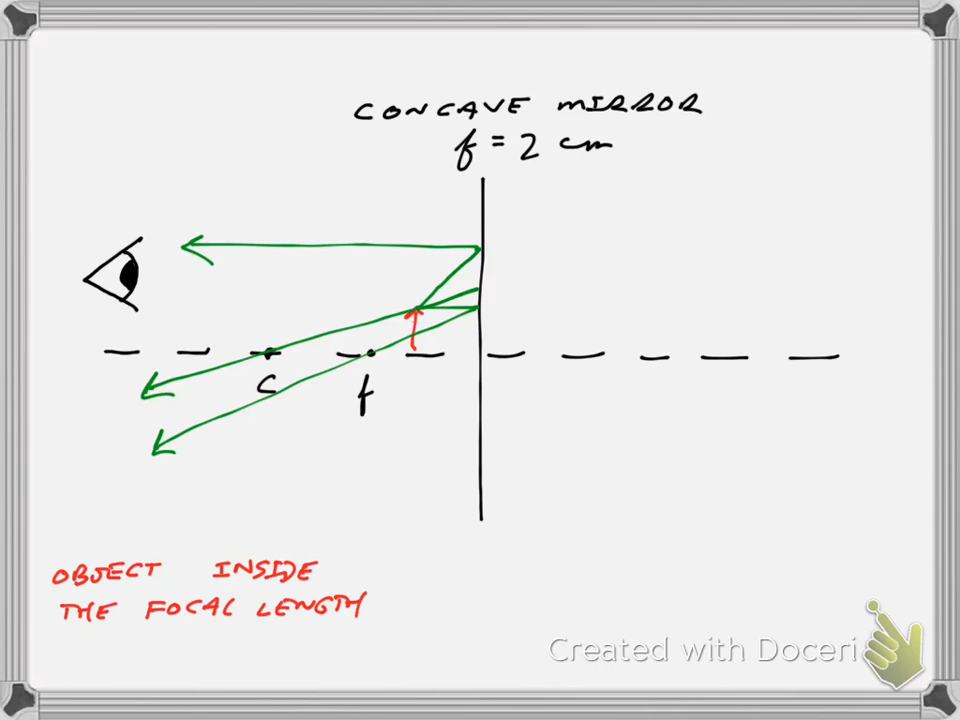 CONCAVE MIRROR
f = 2 cm
C
f
OBJECT INSIDE
THE FOCAL LENGTH
Created with Doceri